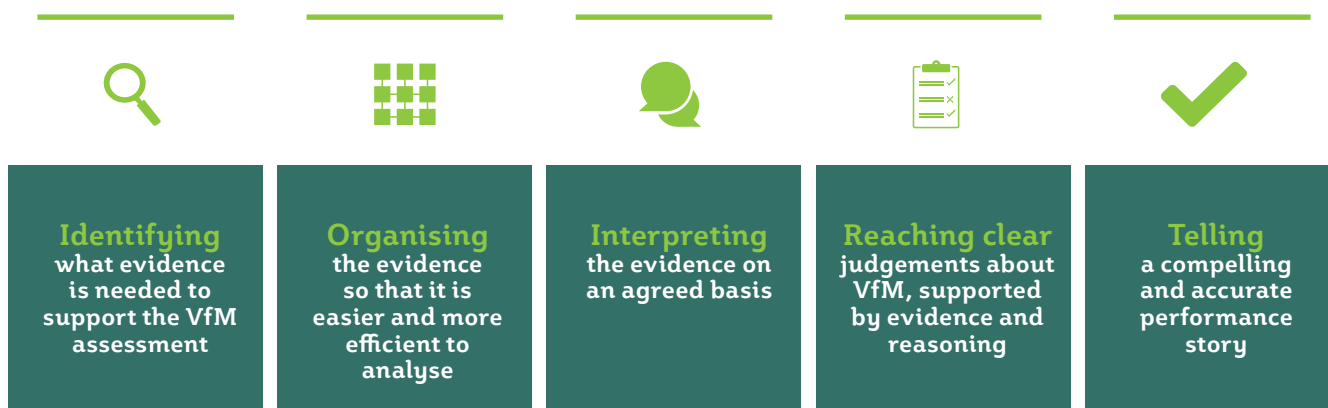 Identifying
what evidence
is needed to
support the VfM
assessment
Organising
the evidence
so that it is
easier and more
efficient to
analyse
Interpreting
the evidence on
an agreed basis
Reaching clear
judgements about
VfM, supported
by evidence and
reasoning
Telling
a compelling
and accurate
performance
story